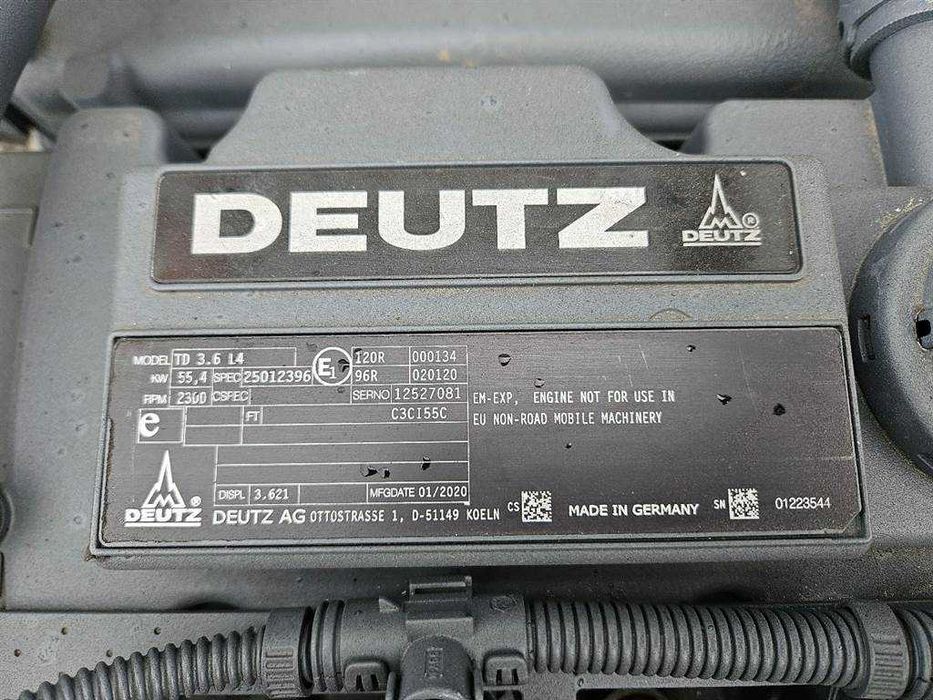 DEUTZ
DEUTZ ®
MODEL TD 3.6 L4 E1 120R 000134
KW 55,4 SPEC 25012396 96R 020120
RPM 2300 CSPEC SERNO 12527081
e FT C3CI55C
EM-EXP, ENGINE NOT FOR USE IN
EU NON-ROAD MOBILE MACHINERY
DISPL 3.621 MFGDATE 01/2020
DEUTZ ®
DEUTZ AG OTTOSTRASSE 1, D-51149 KOELN CS MADE IN GERMANY SN 01223544